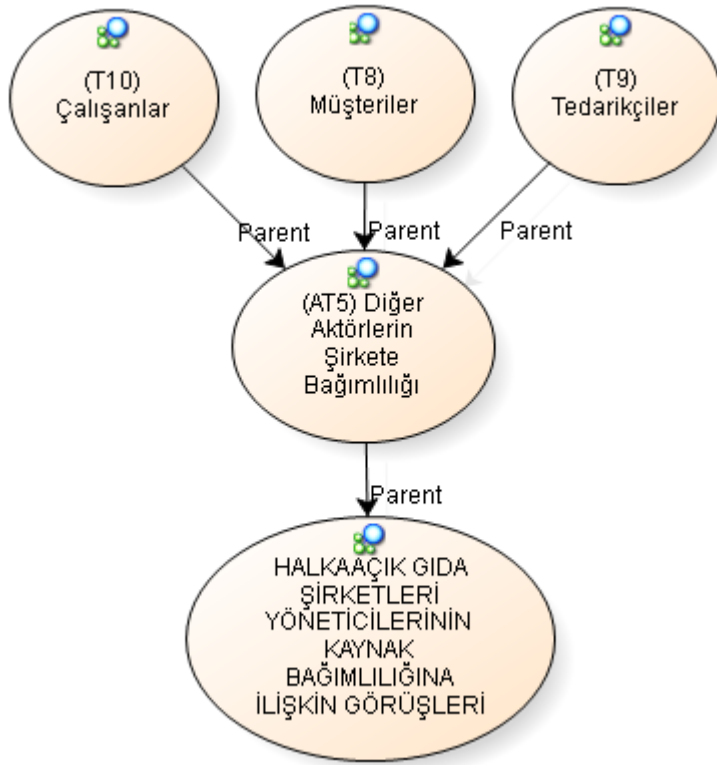 (T10)
Çalışanlar
(T8)
Müşteriler
(T9)
Tedarikçiler
Parent
Parent
Parent
(AT5) Diğer
Aktörlerin
Şirkete
Bağımlılığı
Parent
HALKAAÇIK GIDA
ŞİRKETLERİ
YÖNETİCİLERİNİN
KAYNAK
BAĞIMLILIĞINA
İLİŞKİN GÖRÜŞLERİ